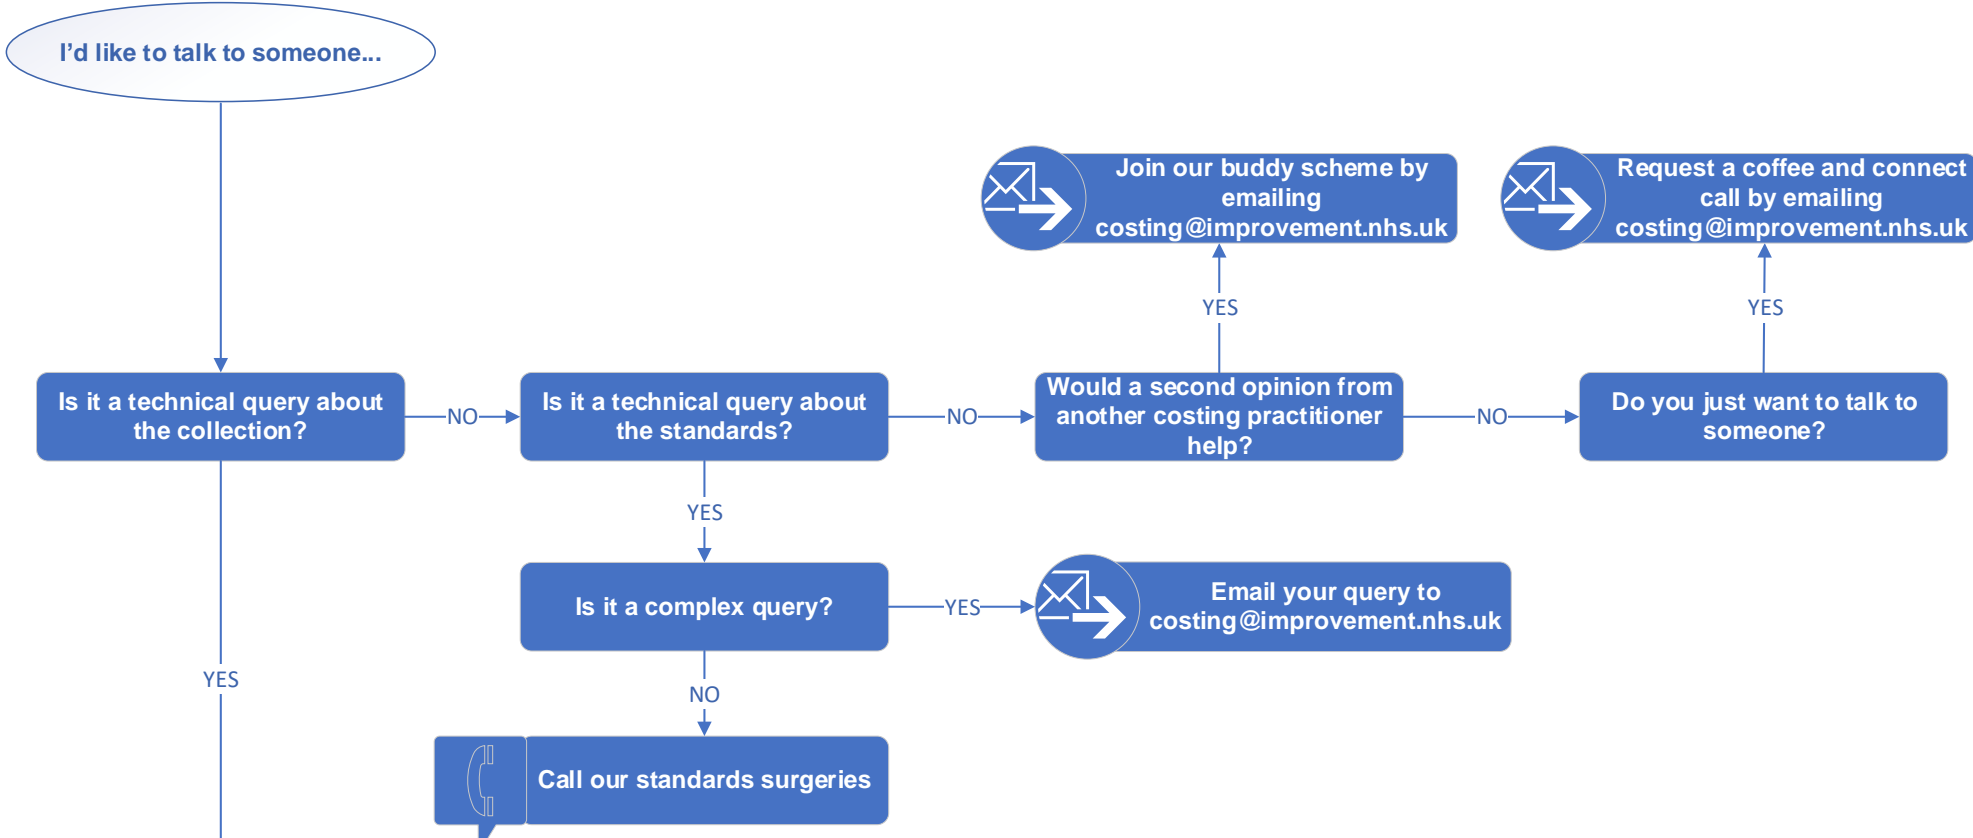 I’d like to talk to someone...
Join our buddy scheme by
emailing
costing@improvement.nhs.uk
Request a coffee and connect
call by emailing
costing@improvement.nhs.uk
YES
YES
Is it a technical query about
the collection?
NO
Is it a technical query about
the standards?
NO
Would a second opinion from
another costing practitioner
help?
NO
Do you just want to talk to
someone?
YES
Is it a complex query?
YES
Email your query to
costing@improvement.nhs.uk
YES
NO
Call our standards surgeries